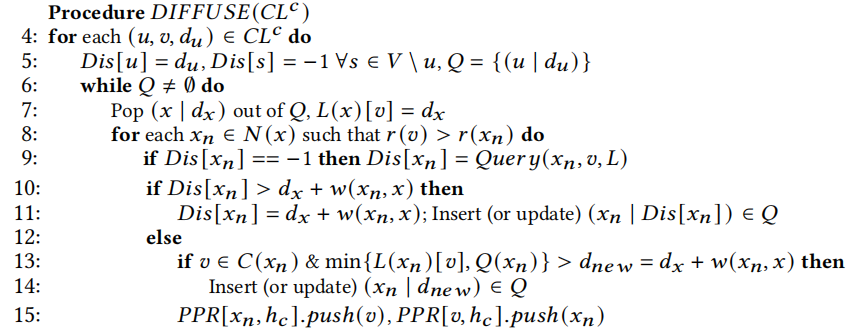 Procedure DIFFUSE(CL^c)
4: for each (u, v, d_u) ∈ CL^c do
5: Dis[u] = d_u, Dis[s] = −1 ∀s ∈ V \ u, Q = {(u | d_u)}
6: while Q ≠ ∅ do
7: Pop (x | d_x) out of Q, L(x)[v] = d_x
8: for each x_n ∈ N(x) such that r(v) > r(x_n) do
9: if Dis[x_n] == −1 then Dis[x_n] = Query(x_n, v, L)
10: if Dis[x_n] > d_x + w(x_n, x) then
11: Dis[x_n] = d_x + w(x_n, x); Insert (or update) (x_n | Dis[x_n]) ∈ Q
12: else
13: if v ∈ C(x_n) & min{L(x_n)[v], Q(x_n)} > d_new = d_x + w(x_n, x) then
14: Insert (or update) (x_n | d_new) ∈ Q
15: PPR[x_n, h_c].push(v), PPR[v, h_c].push(x_n)